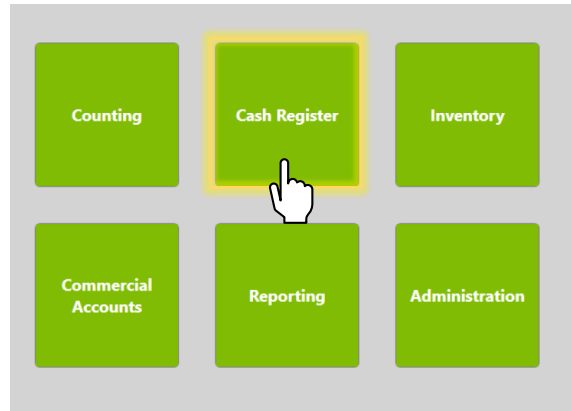 Counting
Cash Register
Inventory
Commercial
Accounts
Reporting
Administration